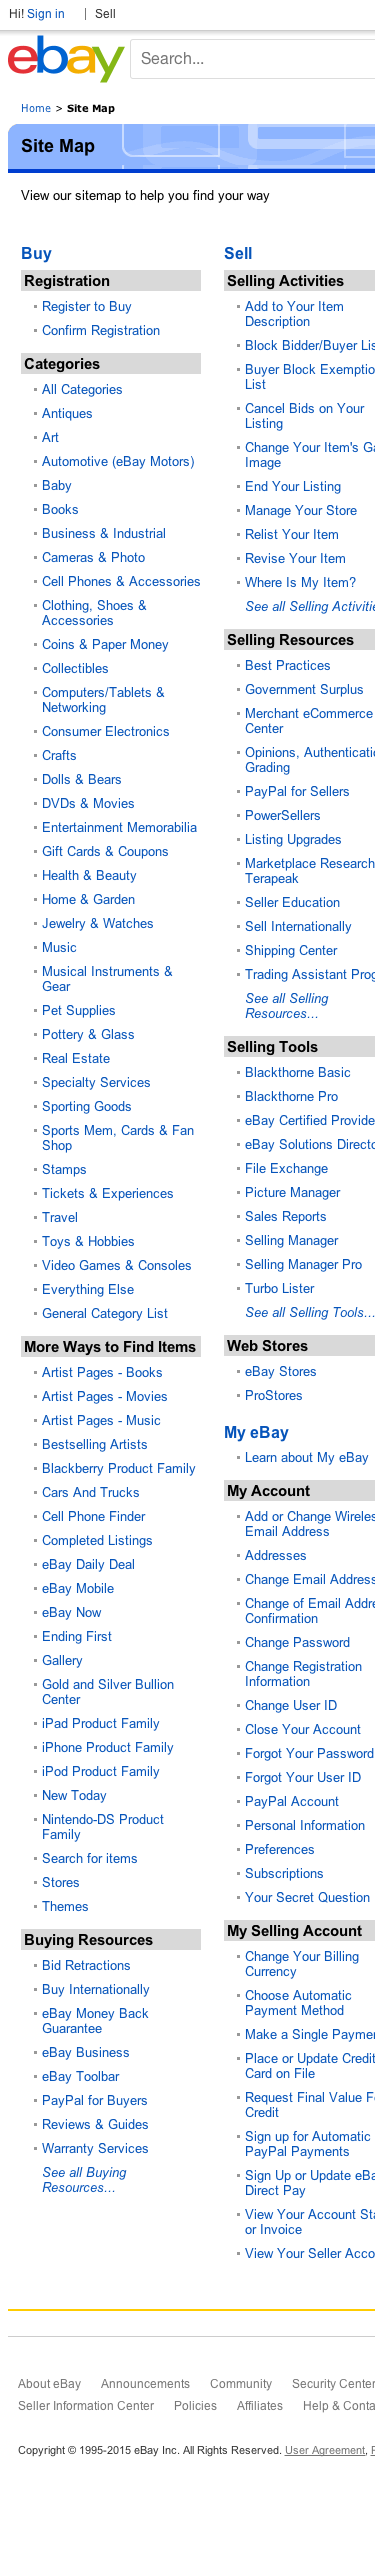 Hi! Sign in | Sell
ebay
Search...
Home > Site Map
Site Map
View our sitemap to help you find your way
Buy
Registration
Register to Buy
Confirm Registration
Categories
All Categories
Antiques
Art
Automotive (eBay Motors)
Baby
Books
Business & Industrial
Cameras & Photo
Cell Phones & Accessories
Clothing, Shoes &
Accessories
Coins & Paper Money
Collectibles
Computers/Tablets &
Networking
Consumer Electronics
Crafts
Dolls & Bears
DVDs & Movies
Entertainment Memorabilia
Gift Cards & Coupons
Health & Beauty
Home & Garden
Jewelry & Watches
Music
Musical Instruments &
Gear
Pet Supplies
Pottery & Glass
Real Estate
Specialty Services
Sporting Goods
Sports Mem, Cards & Fan
Shop
Stamps
Tickets & Experiences
Travel
Toys & Hobbies
Video Games & Consoles
Everything Else
General Category List
More Ways to Find Items
Artist Pages - Books
Artist Pages - Movies
Artist Pages - Music
Bestselling Artists
Blackberry Product Family
Cars And Trucks
Cell Phone Finder
Completed Listings
eBay Daily Deal
eBay Mobile
eBay Now
Ending First
Gallery
Gold and Silver Bullion
Center
iPad Product Family
iPhone Product Family
iPod Product Family
New Today
Nintendo-DS Product
Family
Search for items
Stores
Themes
Buying Resources
Bid Retractions
Buy Internationally
eBay Money Back
Guarantee
eBay Business
eBay Toolbar
PayPal for Buyers
Reviews & Guides
Warranty Services
See all Buying
Resources...
Sell
Selling Activities
Add to Your Item
Description
Block Bidder/Buyer
Buyer Block
List
Cancel Bids on Your
Listing
Change Your Item's
Image
End Your Listing
Manage Your Store
Relist Your Item
Revise Your Item
Where Is My Item?
See all Selling
Selling Resources
Best Practices
Government Surplus
Merchant eCommerce
Center
Opinions,
Grading
PayPal for Sellers
PowerSellers
Listing Upgrades
Marketplace Research
Terapeak
Seller Education
Sell Internationally
Shipping Center
Trading Assistant
See all Selling
Resources...
Selling Tools
Blackthorne Basic
Blackthorne Pro
eBay Certified
eBay Solutions
File Exchange
Picture Manager
Sales Reports
Selling Manager
Selling Manager Pro
Turbo Lister
See all Selling Tools...
Web Stores
eBay Stores
ProStores
My eBay
Learn about My eBay
My Account
Add or Change
Email Address
Addresses
Change Email Address
Change of Email
Confirmation
Change Password
Change Registration
Information
Change User ID
Close Your Account
Forgot Your Password
Forgot Your User ID
PayPal Account
Personal Information
Preferences
Subscriptions
Your Secret Question
My Selling Account
Change Your Billing
Currency
Choose Automatic
Payment Method
Make a Single
Place or Update Credit
Card on File
Request Final Value
Credit
Sign up for Automatic
PayPal Payments
Sign Up or Update
Direct Pay
View Your Account
or Invoice
View Your Seller
About eBay Announcements Community Security Center
Seller Information Center Policies Affiliates Help &
Copyright © 1995-2015 eBay Inc. All Rights Reserved. User Agreement,